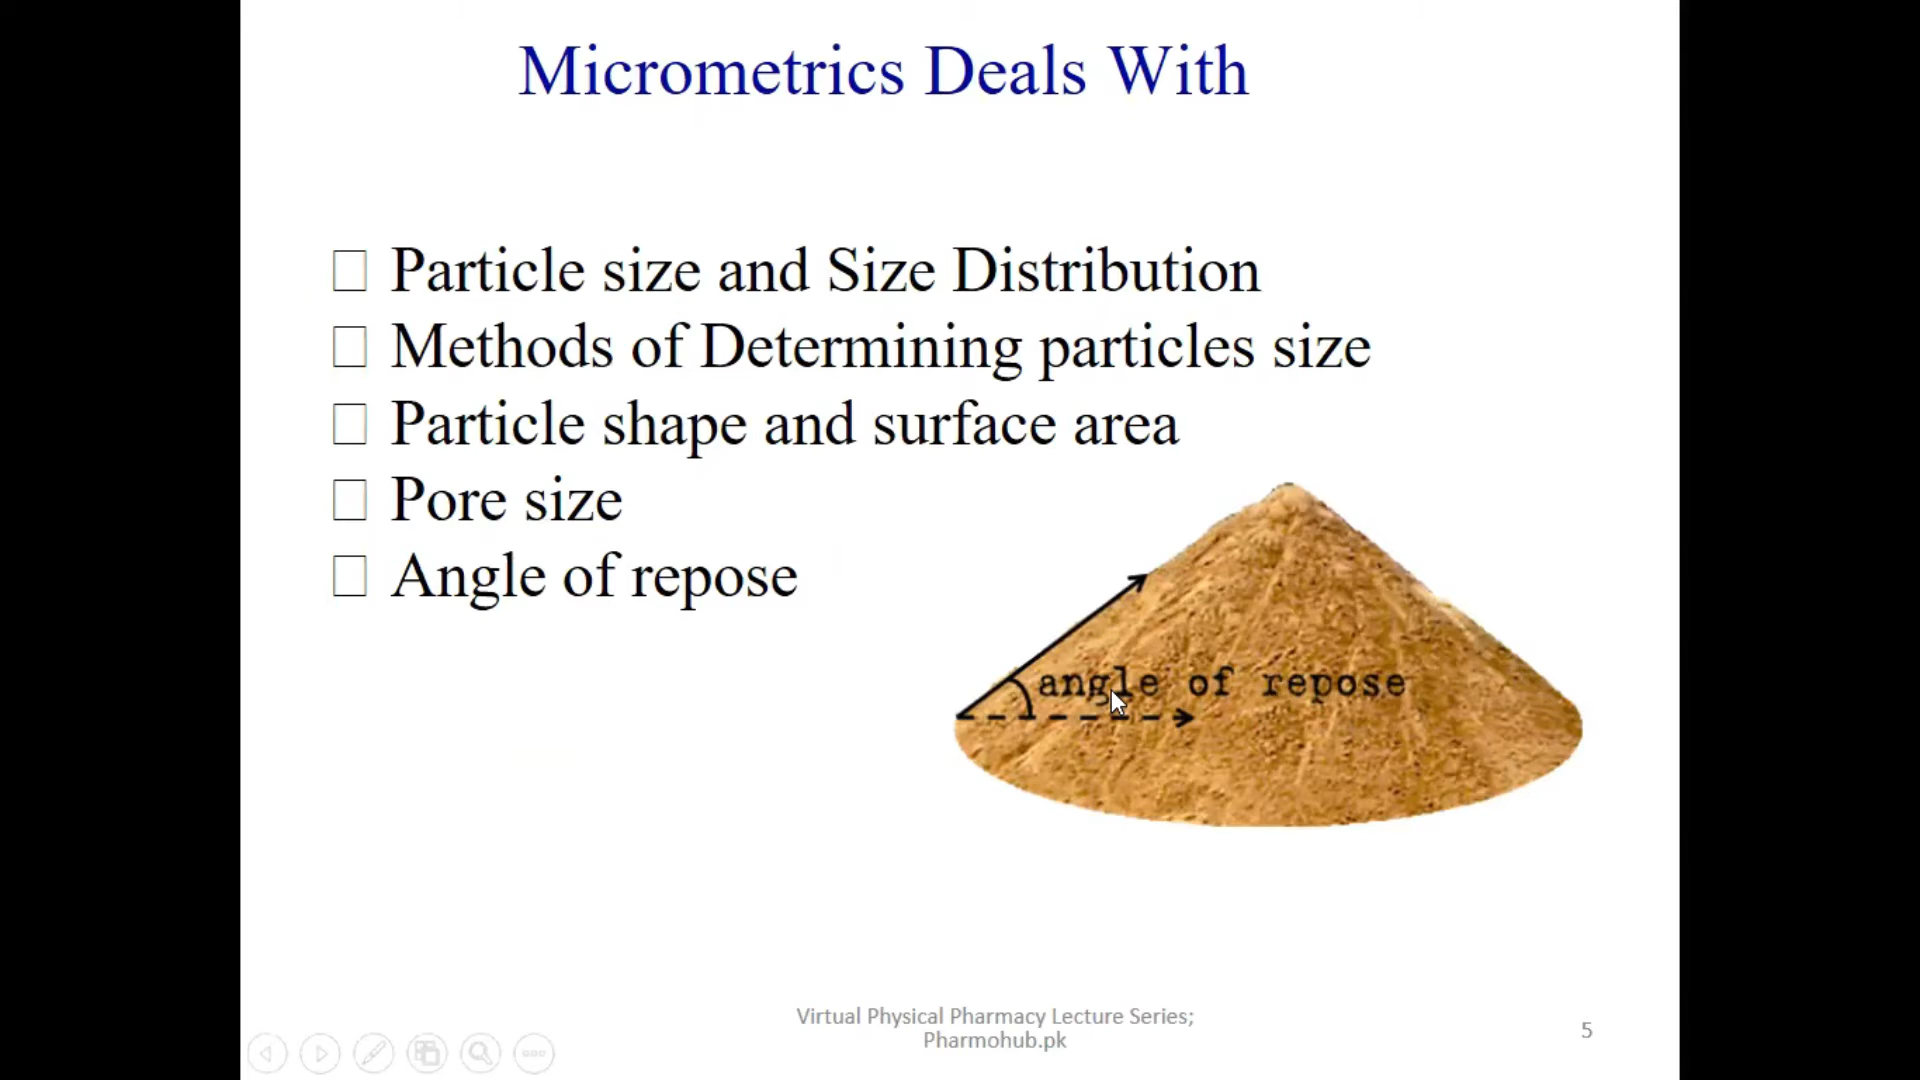 Micrometrics Deals With
Particle size and Size Distribution
Methods of Determining particles size
Particle shape and surface area
Pore size
Angle of repose
angle of repose
Virtual Physical Pharmacy Lecture Series;
Pharmohub.pk
5